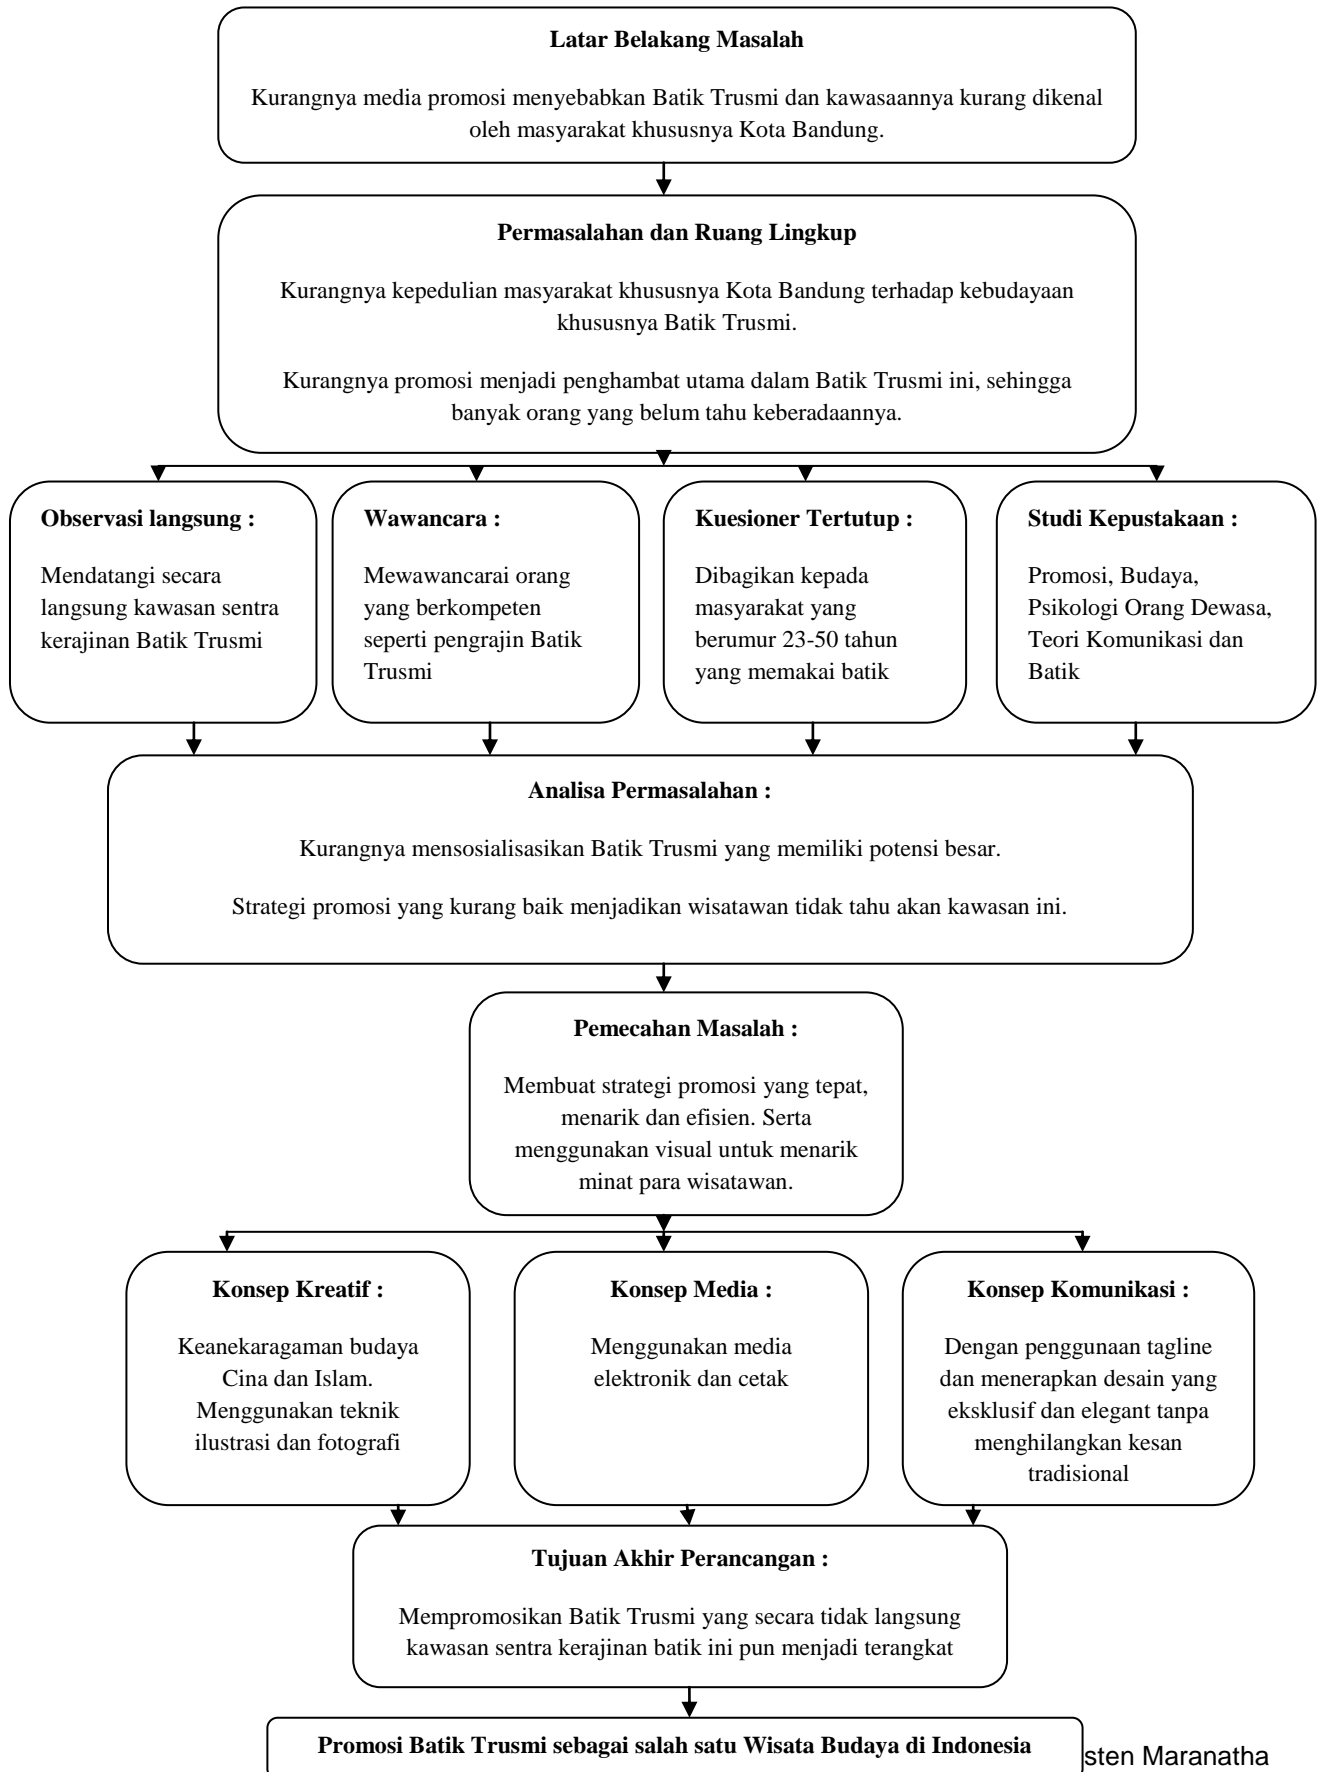 Latar Belakang Masalah
Kurangnya media promosi menyebabkan Batik Trusmi dan kawasaannya kurang dikenal
oleh masyarakat khususnya Kota Bandung.
Permasalahan dan Ruang Lingkup
Kurangnya kepedulian masyarakat khususnya Kota Bandung terhadap kebudayaan
khususnya Batik Trusmi.
Kurangnya promosi menjadi penghambat utama dalam Batik Trusmi ini, sehingga
banyak orang yang belum tahu keberadaannya.
Observasi langsung :
Mendatangi secara
langsung kawasan sentra
kerajinan Batik Trusmi
Wawancara :
Mewawancarai orang
yang berkompeten
seperti pengrajin Batik
Trusmi
Kuesioner Tertutup :
Dibagikan kepada
masyarakat yang
berumur 23-50 tahun
yang memakai batik
Studi Kepustakaan :
Promosi, Budaya,
Psikologi Orang Dewasa,
Teori Komunikasi dan
Batik
Analisa Permasalahan :
Kurangnya mensosialisasikan Batik Trusmi yang memiliki potensi besar.
Strategi promosi yang kurang baik menjadikan wisatawan tidak tahu akan kawasan ini.
Pemecahan Masalah :
Membuat strategi promosi yang tepat,
menarik dan efisien. Serta
menggunakan visual untuk menarik
minat para wisatawan.
Konsep Kreatif :
Keanekaragaman budaya
Cina dan Islam.
Menggunakan teknik
ilustrasi dan fotografi
Konsep Media :
Menggunakan media
elektronik dan cetak
Konsep Komunikasi :
Dengan penggunaan tagline
dan menerapkan desain yang
eksklusif dan elegant tanpa
menghilangkan kesan
tradisional
Tujuan Akhir Perancangan :
Mempromosikan Batik Trusmi yang secara tidak langsung
kawasan sentra kerajinan batik ini pun menjadi terangkat
Promosi Batik Trusmi sebagai salah satu Wisata Budaya di Indonesia
sten Maranatha